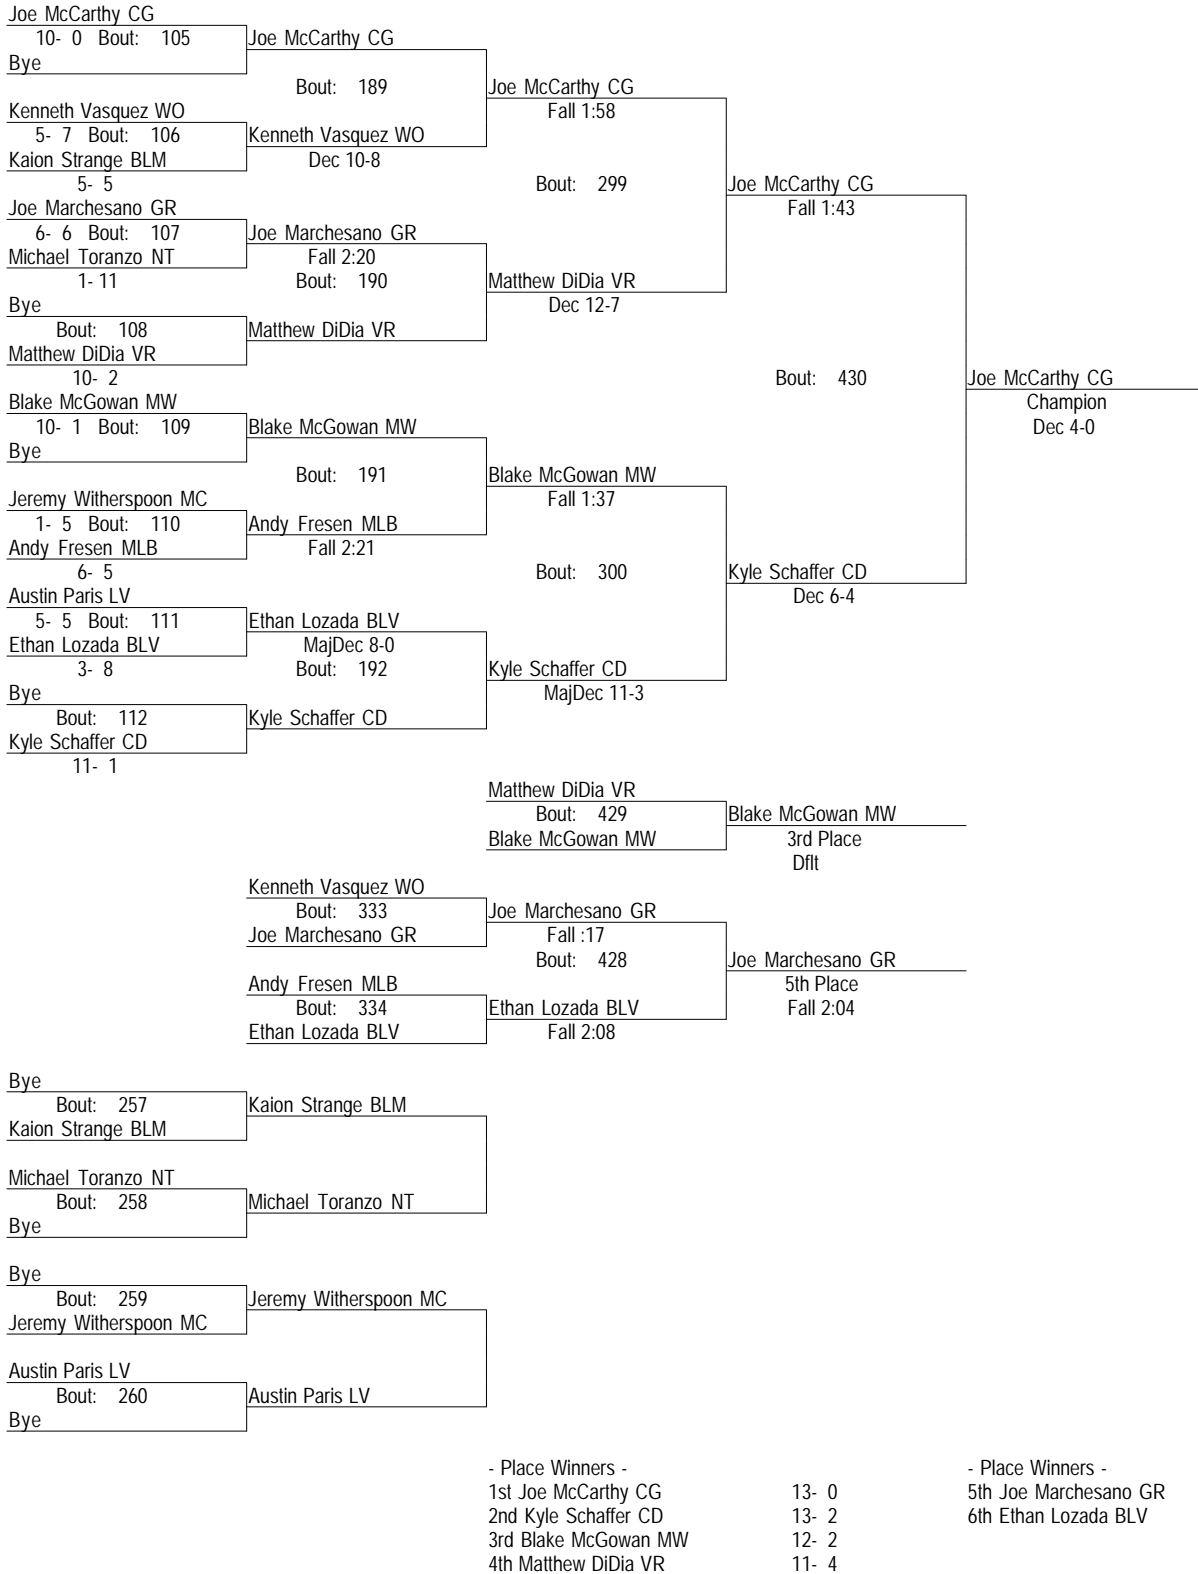 Joe McCarthy CG
10- 0 Bout: 105
Joe McCarthy CG
Bye
Bout: 189
Joe McCarthy CG
Fall 1:58
Kenneth Vasquez WO
5- 7 Bout: 106
Kenneth Vasquez WO
Kaion Strange BLM
Dec 10-8
5- 5
Bout: 299
Joe McCarthy CG
Fall 1:43
Joe Marchesano GR
6- 6 Bout: 107
Joe Marchesano GR
Michael Toranzo NT
Fall 2:20
1- 11
Bout: 190
Matthew DiDia VR
Dec 12-7
Bye
Bout: 108
Matthew DiDia VR
Matthew DiDia VR
10- 2
Bout: 430
Joe McCarthy CG
Champion
Dec 4-0
Blake McGowan MW
10- 1 Bout: 109
Blake McGowan MW
Bye
Bout: 191
Blake McGowan MW
Fall 1:37
Jeremy Witherspoon MC
1- 5 Bout: 110
Andy Fresen MLB
Andy Fresen MLB
Fall 2:21
6- 5
Bout: 300
Kyle Schaffer CD
Dec 6-4
Austin Paris LV
5- 5 Bout: 111
Ethan Lozada BLV
Ethan Lozada BLV
MajDec 8-0
3- 8
Bout: 192
Kyle Schaffer CD
MajDec 11-3
Bye
Bout: 112
Kyle Schaffer CD
Kyle Schaffer CD
11- 1
Matthew DiDia VR
Bout: 429
Blake McGowan MW
Blake McGowan MW
3rd Place
Dflt
Kenneth Vasquez WO
Bout: 333
Joe Marchesano GR
Joe Marchesano GR
Fall :17
Bout: 428
Joe Marchesano GR
5th Place
Fall 2:04
Andy Fresen MLB
Bout: 334
Ethan Lozada BLV
Ethan Lozada BLV
Fall 2:08
Bye
Bout: 257
Kaion Strange BLM
Kaion Strange BLM
Michael Toranzo NT
Bout: 258
Michael Toranzo NT
Bye
Bye
Bout: 259
Jeremy Witherspoon MC
Jeremy Witherspoon MC
Austin Paris LV
Bout: 260
Austin Paris LV
Bye
- Place Winners -
1st Joe McCarthy CG 13- 0
2nd Kyle Schaffer CD 13- 2
3rd Blake McGowan MW 12- 2
4th Matthew DiDia VR 11- 4
- Place Winners -
5th Joe Marchesano GR
6th Ethan Lozada BLV